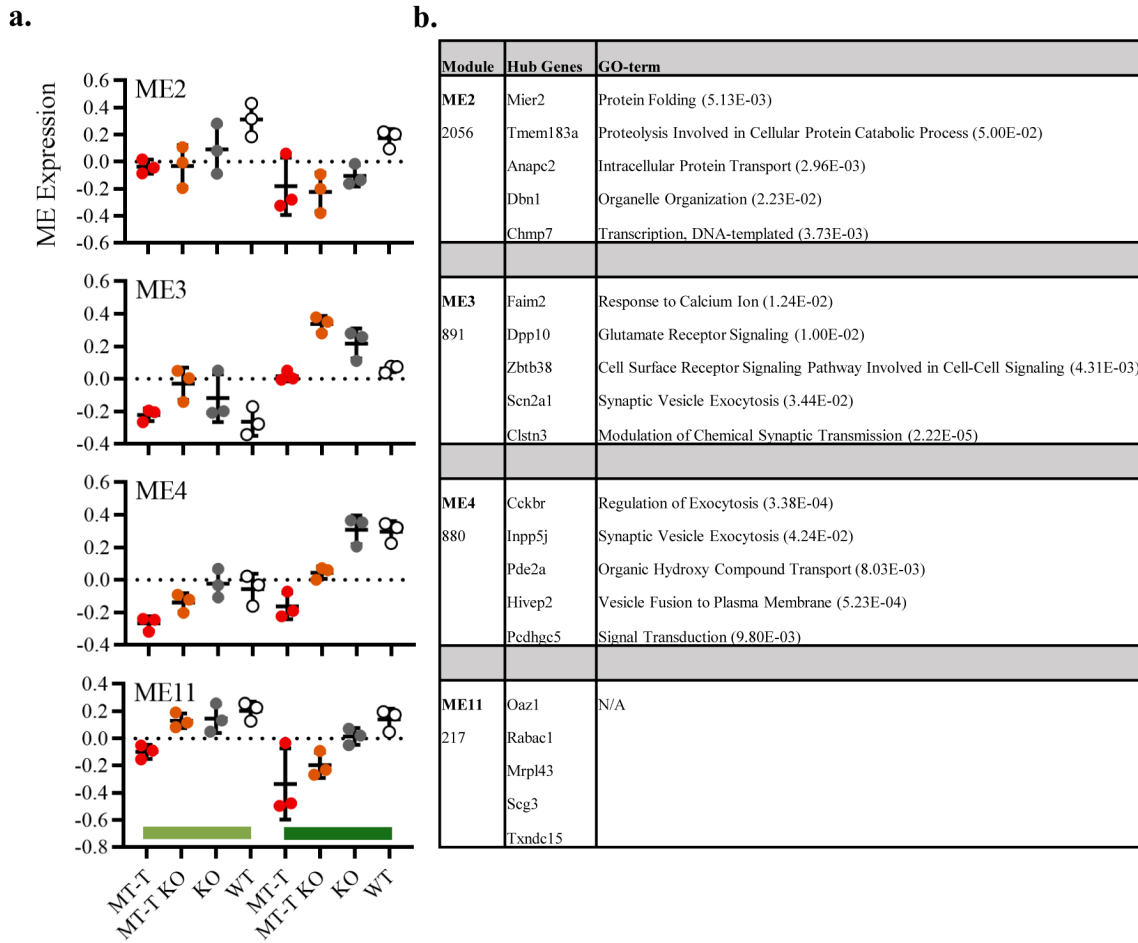 a.
ME Expression
ME2
0.6
0.4
0.2
0.0
-0.2
-0.4
-0.6
ME3
0.6
0.4
0.2
0.0
-0.2
-0.4
ME4
0.6
0.4
0.2
0.0
-0.2
-0.4
ME11
0.4
0.2
0.0
-0.2
-0.4
-0.6
-0.8
MT-T
MT-T KO
KO
WT
MT-T
MT-T KO
KO
WT
b.
Module Hub Genes GO-term
ME2 Mier2 Protein Folding (5.13E-03)
2056 Tmem183a Proteolysis Involved in Cellular Protein Catabolic Process (5.00E-02)
Anapc2 Intracellular Protein Transport (2.96E-03)
Dbn1 Organelle Organization (2.23E-02)
Chmp7 Transcription, DNA-templated (3.73E-03)
ME3 Faim2 Response to Calcium Ion (1.24E-02)
891 Dpp10 Glutamate Receptor Signaling (1.00E-02)
Zbtb38 Cell Surface Receptor Signaling Pathway Involved in Cell-Cell Signaling (4.31E-03)
Scn2a1 Synaptic Vesicle Exocytosis (3.44E-02)
Clstn3 Modulation of Chemical Synaptic Transmission (2.22E-05)
ME4 Cckbr Regulation of Exocytosis (3.38E-04)
880 Inpp5j Synaptic Vesicle Exocytosis (4.24E-02)
Pde2a Organic Hydroxy Compound Transport (8.03E-03)
Hivep2 Vesicle Fusion to Plasma Membrane (5.23E-04)
Pcdhgc5 Signal Transduction (9.80E-03)
ME11 Oaz1 N/A
217 Rabac1
Mrpl43
Scg3
Txndc15